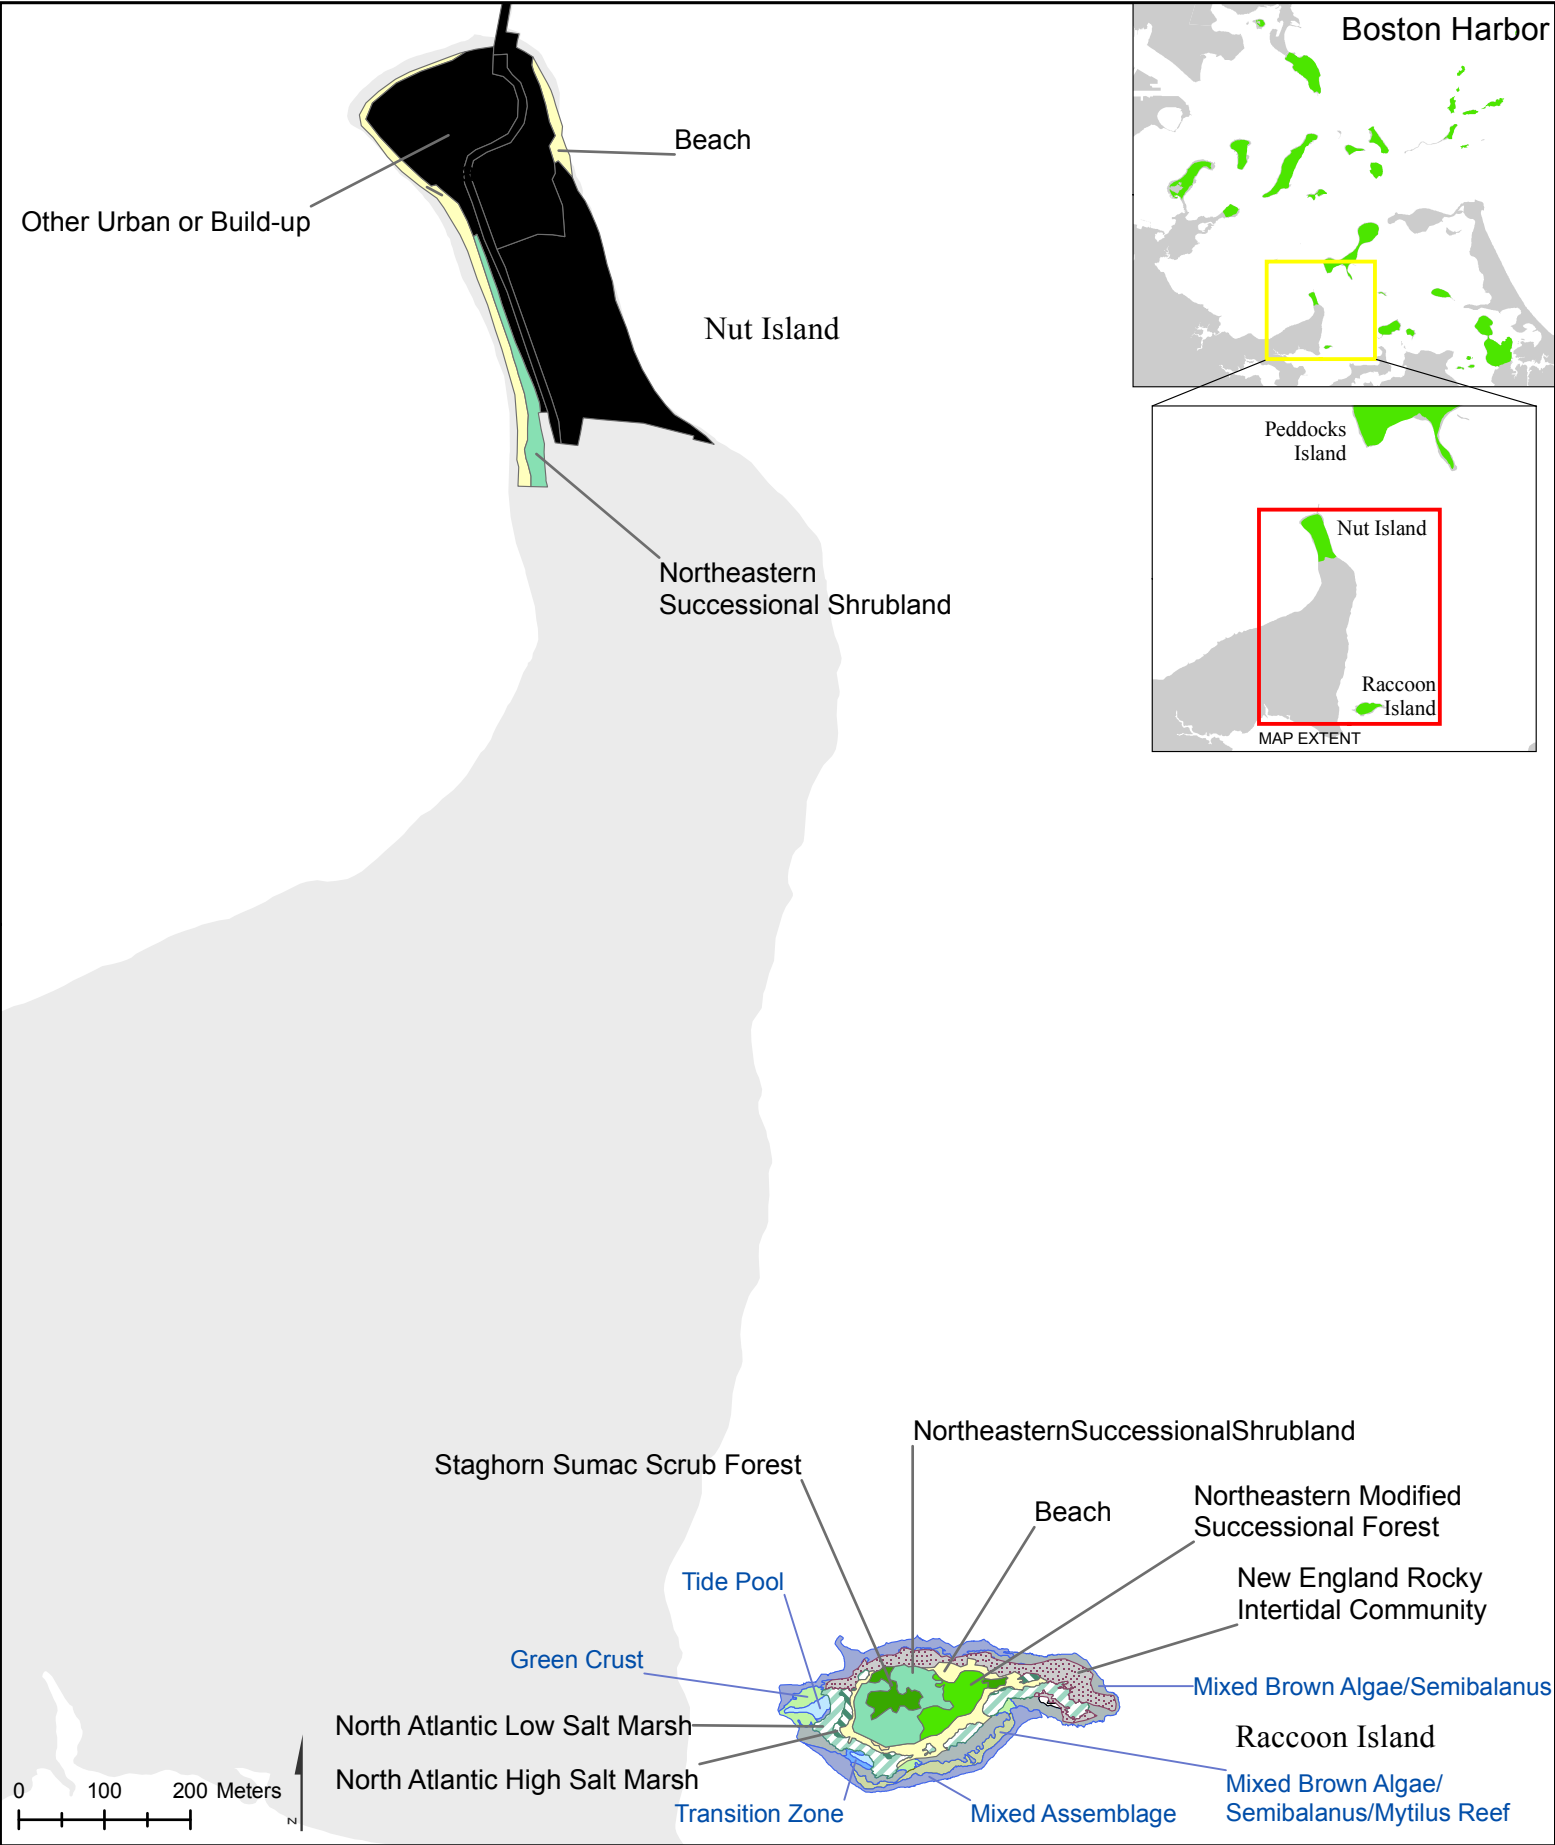 Boston Harbor
Beach
Other Urban or Build-up
Nut Island
Peddocks
Island
Nut Island
Raccoon
Island
MAP EXTENT
Northeastern
Successional Shrubland
NortheasternSuccessionalShrubland
Staghorn Sumac Scrub Forest
Beach
Northeastern Modified
Successional Forest
New England Rocky
Intertidal Community
Tide Pool
Green Crust
Mixed Brown Algae/Semibalanus
North Atlantic Low Salt Marsh
Raccoon Island
North Atlantic High Salt Marsh
Mixed Brown Algae/
Semibalanus/Mytilus Reef
Transition Zone
Mixed Assemblage
0 100 200 Meters
N